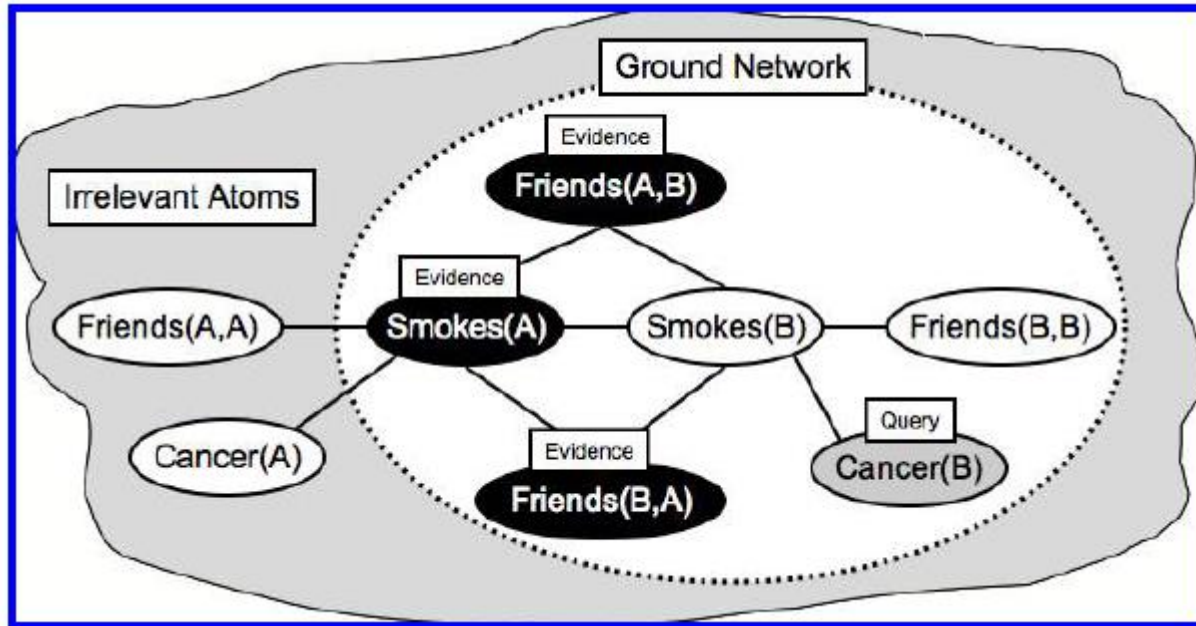 Ground Network
Evidence
Friends(A,B)
Irrelevant Atoms
Evidence
Friends(A,A)
Smokes(A)
Smokes(B)
Friends(B,B)
Query
Cancer(A)
Evidence
Cancer(B)
Friends(B,A)